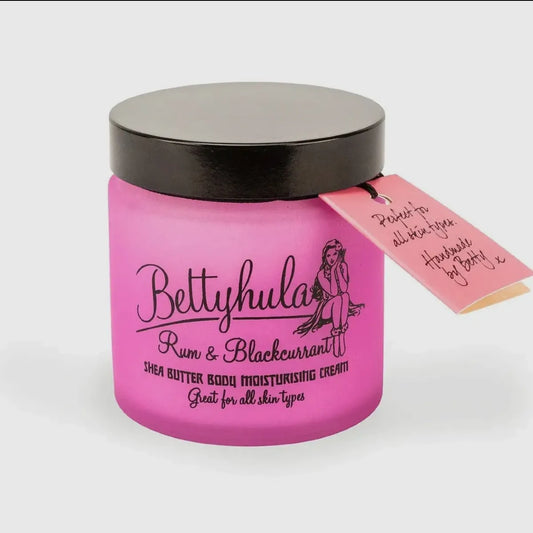 Bettyhula
Rum & Blackcurrant
SHEA BUTTER BODY MOISTURISING CREAM
Great for all skin types
Perfect for
all skin types.
Handmade
by Betty x